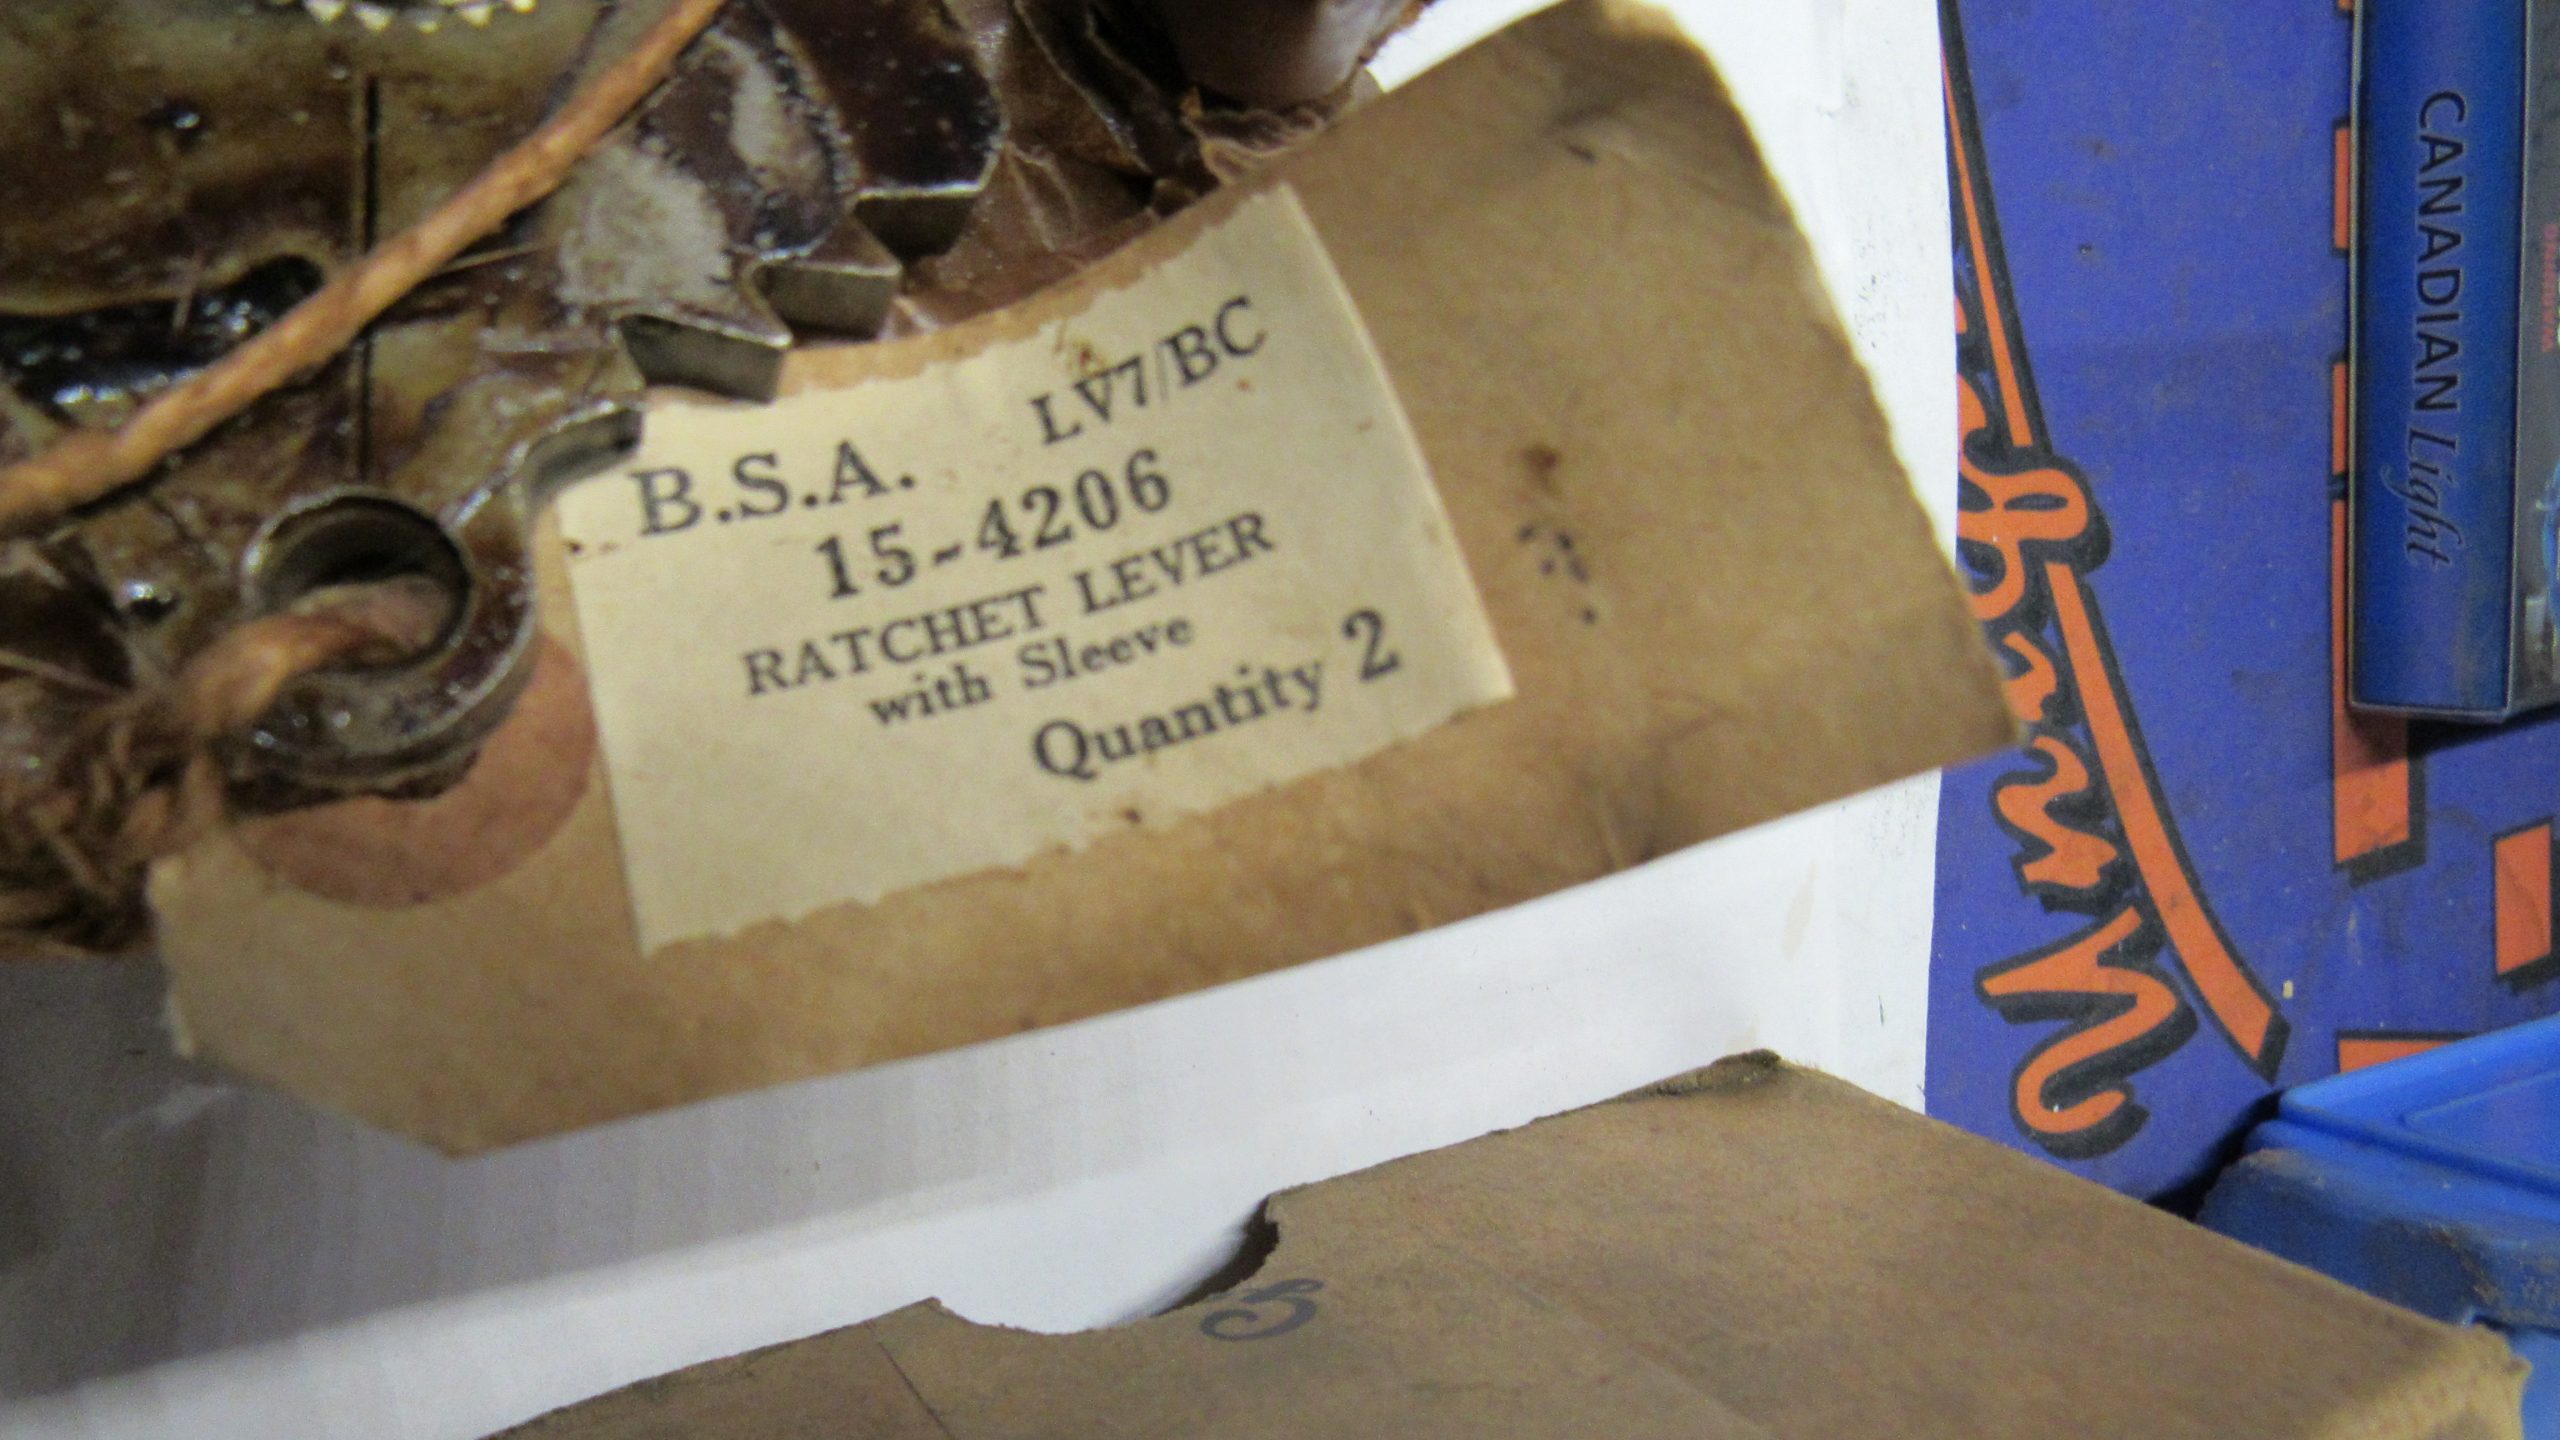 B.S.A. LV7/BC
15-4206
RATCHET LEVER
with Sleeve
Quantity 2
CANADIAN Light